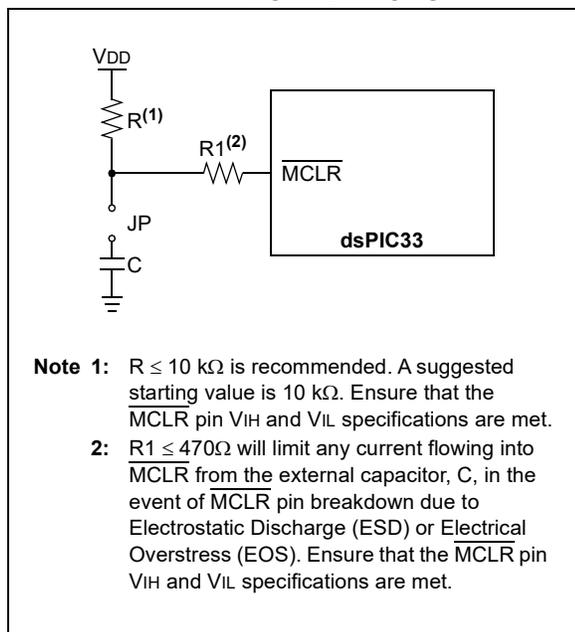 VDD
R(1)
R1(2)
MCLR
JP
dsPIC33
C
Note 1: R ≤ 10 kΩ is recommended. A suggested
starting value is 10 kΩ. Ensure that the
MCLR pin VIH and VIL specifications are met.
2: R1 ≤ 470Ω will limit any current flowing into
MCLR from the external capacitor, C, in the
event of MCLR pin breakdown due to
Electrostatic Discharge (ESD) or Electrical
Overstress (EOS). Ensure that the MCLR pin
VIH and VIL specifications are met.